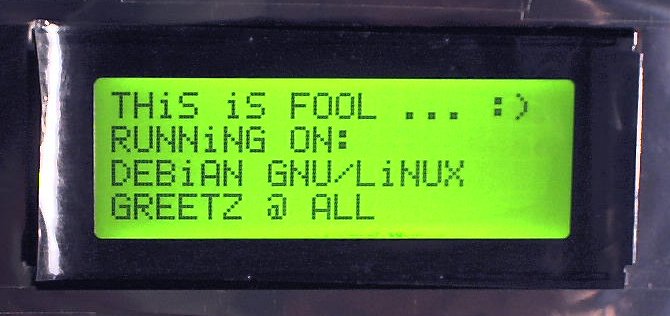 THiS iS FOOL ... :)
RUNNiNG ON:
DEBiAN GNU/LiNUX
GREETZ @ ALL